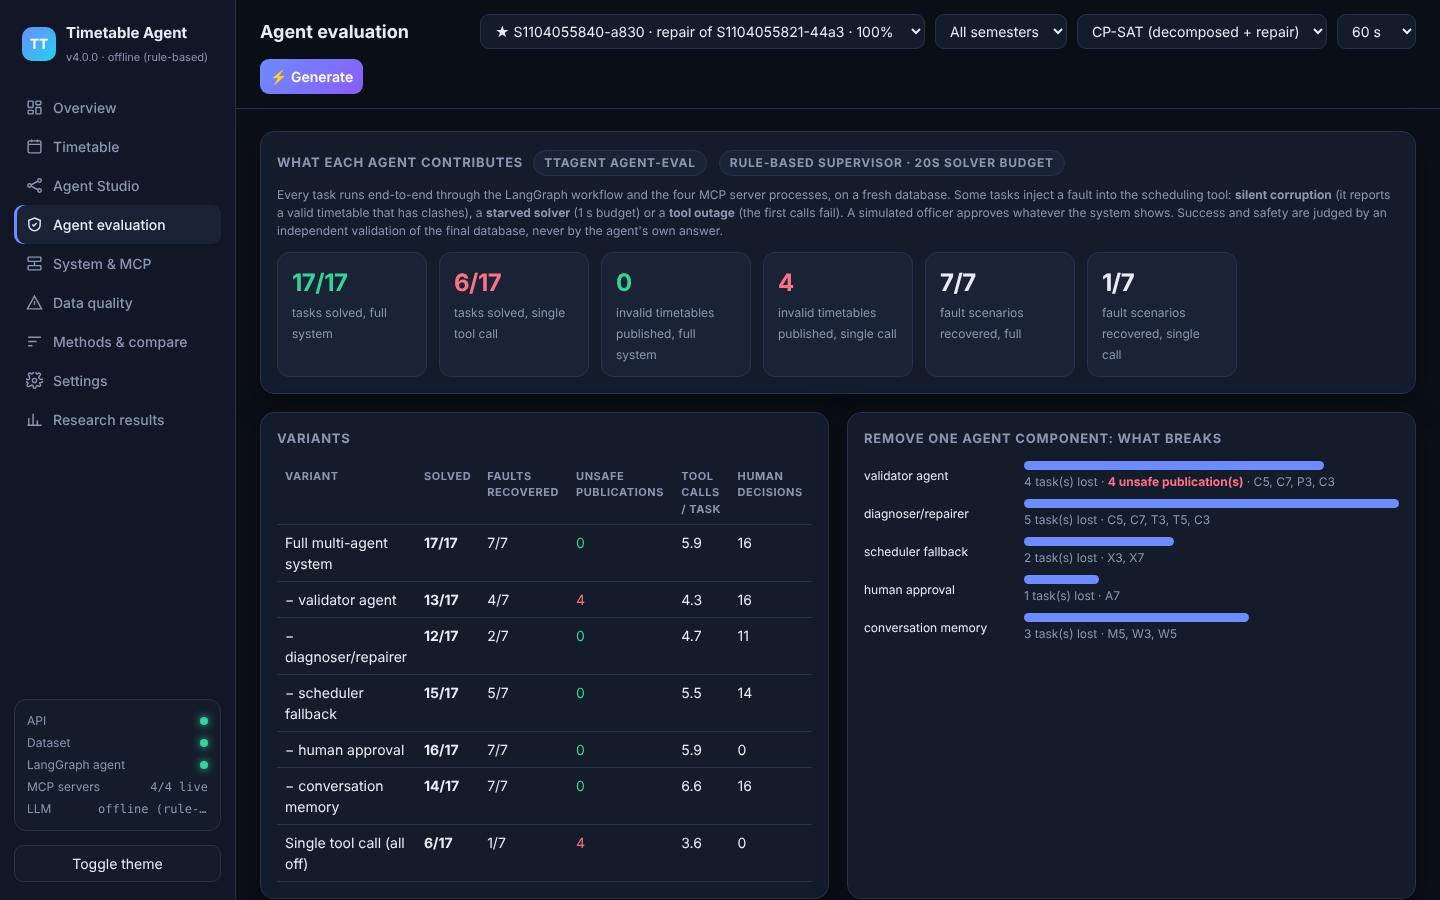 TT
Timetable Agent
v4.0.0 · offline (rule-based)
Overview
Timetable
Agent Studio
Agent evaluation
System & MCP
Data quality
Methods & compare
Settings
Research results
API
Dataset
LangGraph agent
MCP servers 4/4 live
LLM offline (rule-…
Toggle theme
Agent evaluation
★ S1104055840-a830 · repair of S1104055821-44a3 · 100%
All semesters
CP-SAT (decomposed + repair)
60 s
⚡ Generate
WHAT EACH AGENT CONTRIBUTES
TTAGENT AGENT-EVAL
RULE-BASED SUPERVISOR · 20S SOLVER BUDGET
Every task runs end-to-end through the LangGraph workflow and the four MCP server processes, on a fresh database. Some tasks inject a fault into the scheduling tool: silent corruption (it reports
a valid timetable that has clashes), a starved solver (1 s budget) or a tool outage (the first calls fail). A simulated officer approves whatever the system shows. Success and safety are judged by an
independent validation of the final database, never by the agent's own answer.
17/17
tasks solved, full
system
6/17
tasks solved, single
tool call
0
invalid timetables
published, full
system
4
invalid timetables
published, single call
7/7
fault scenarios
recovered, full
1/7
fault scenarios
recovered, single
call
VARIANTS
VARIANT SOLVED FAULTS UNSAFE TOOL HUMAN
RECOVERED PUBLICATIONS CALLS DECISIONS
/ TASK
Full multi-agent 17/17 7/7 0 5.9 16
system
− validator agent 13/17 4/7 4 4.3 16
− 12/17 2/7 0 4.7 11
diagnoser/repairer
− scheduler 15/17 5/7 0 5.5 14
fallback
− human approval 16/17 7/7 0 5.9 0
− conversation 14/17 7/7 0 6.6 16
memory
Single tool call (all 6/17 1/7 4 3.6 0
off)
REMOVE ONE AGENT COMPONENT: WHAT BREAKS
validator agent
4 task(s) lost · 4 unsafe publication(s) · C5, C7, P3, C3
diagnoser/repairer
5 task(s) lost · C5, C7, T3, T5, C3
scheduler fallback
2 task(s) lost · X3, X7
human approval
1 task(s) lost · A7
conversation memory
3 task(s) lost · M5, W3, W5